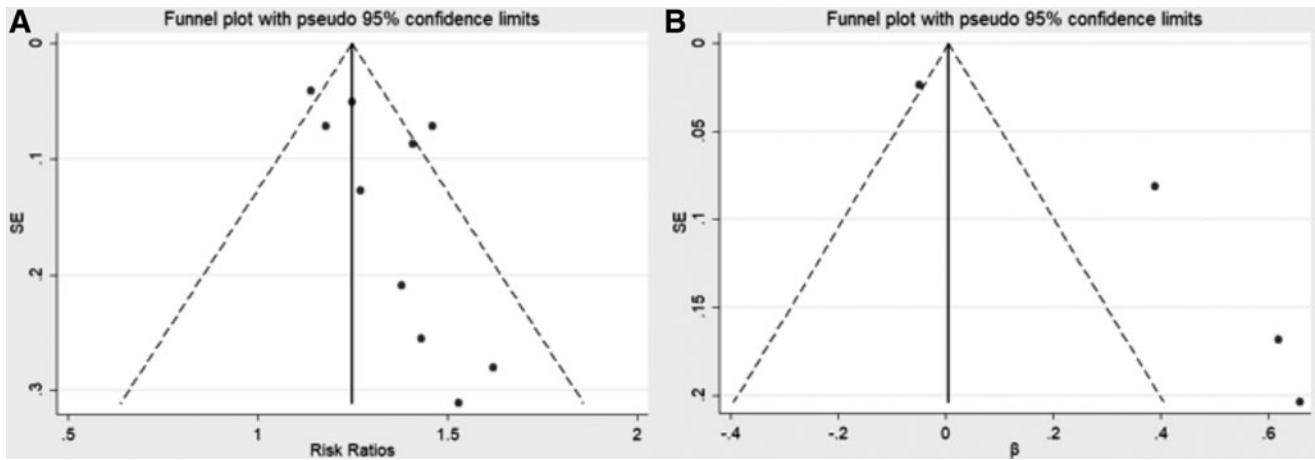 A
Funnel plot with pseudo 95% confidence limits
0
.1
.2
.3
SE
.5
1
1.5
2
Risk Ratios
B
Funnel plot with pseudo 95% confidence limits
0
.05
.1
.15
.2
SE
-.4
-.2
0
.2
.4
.6
β